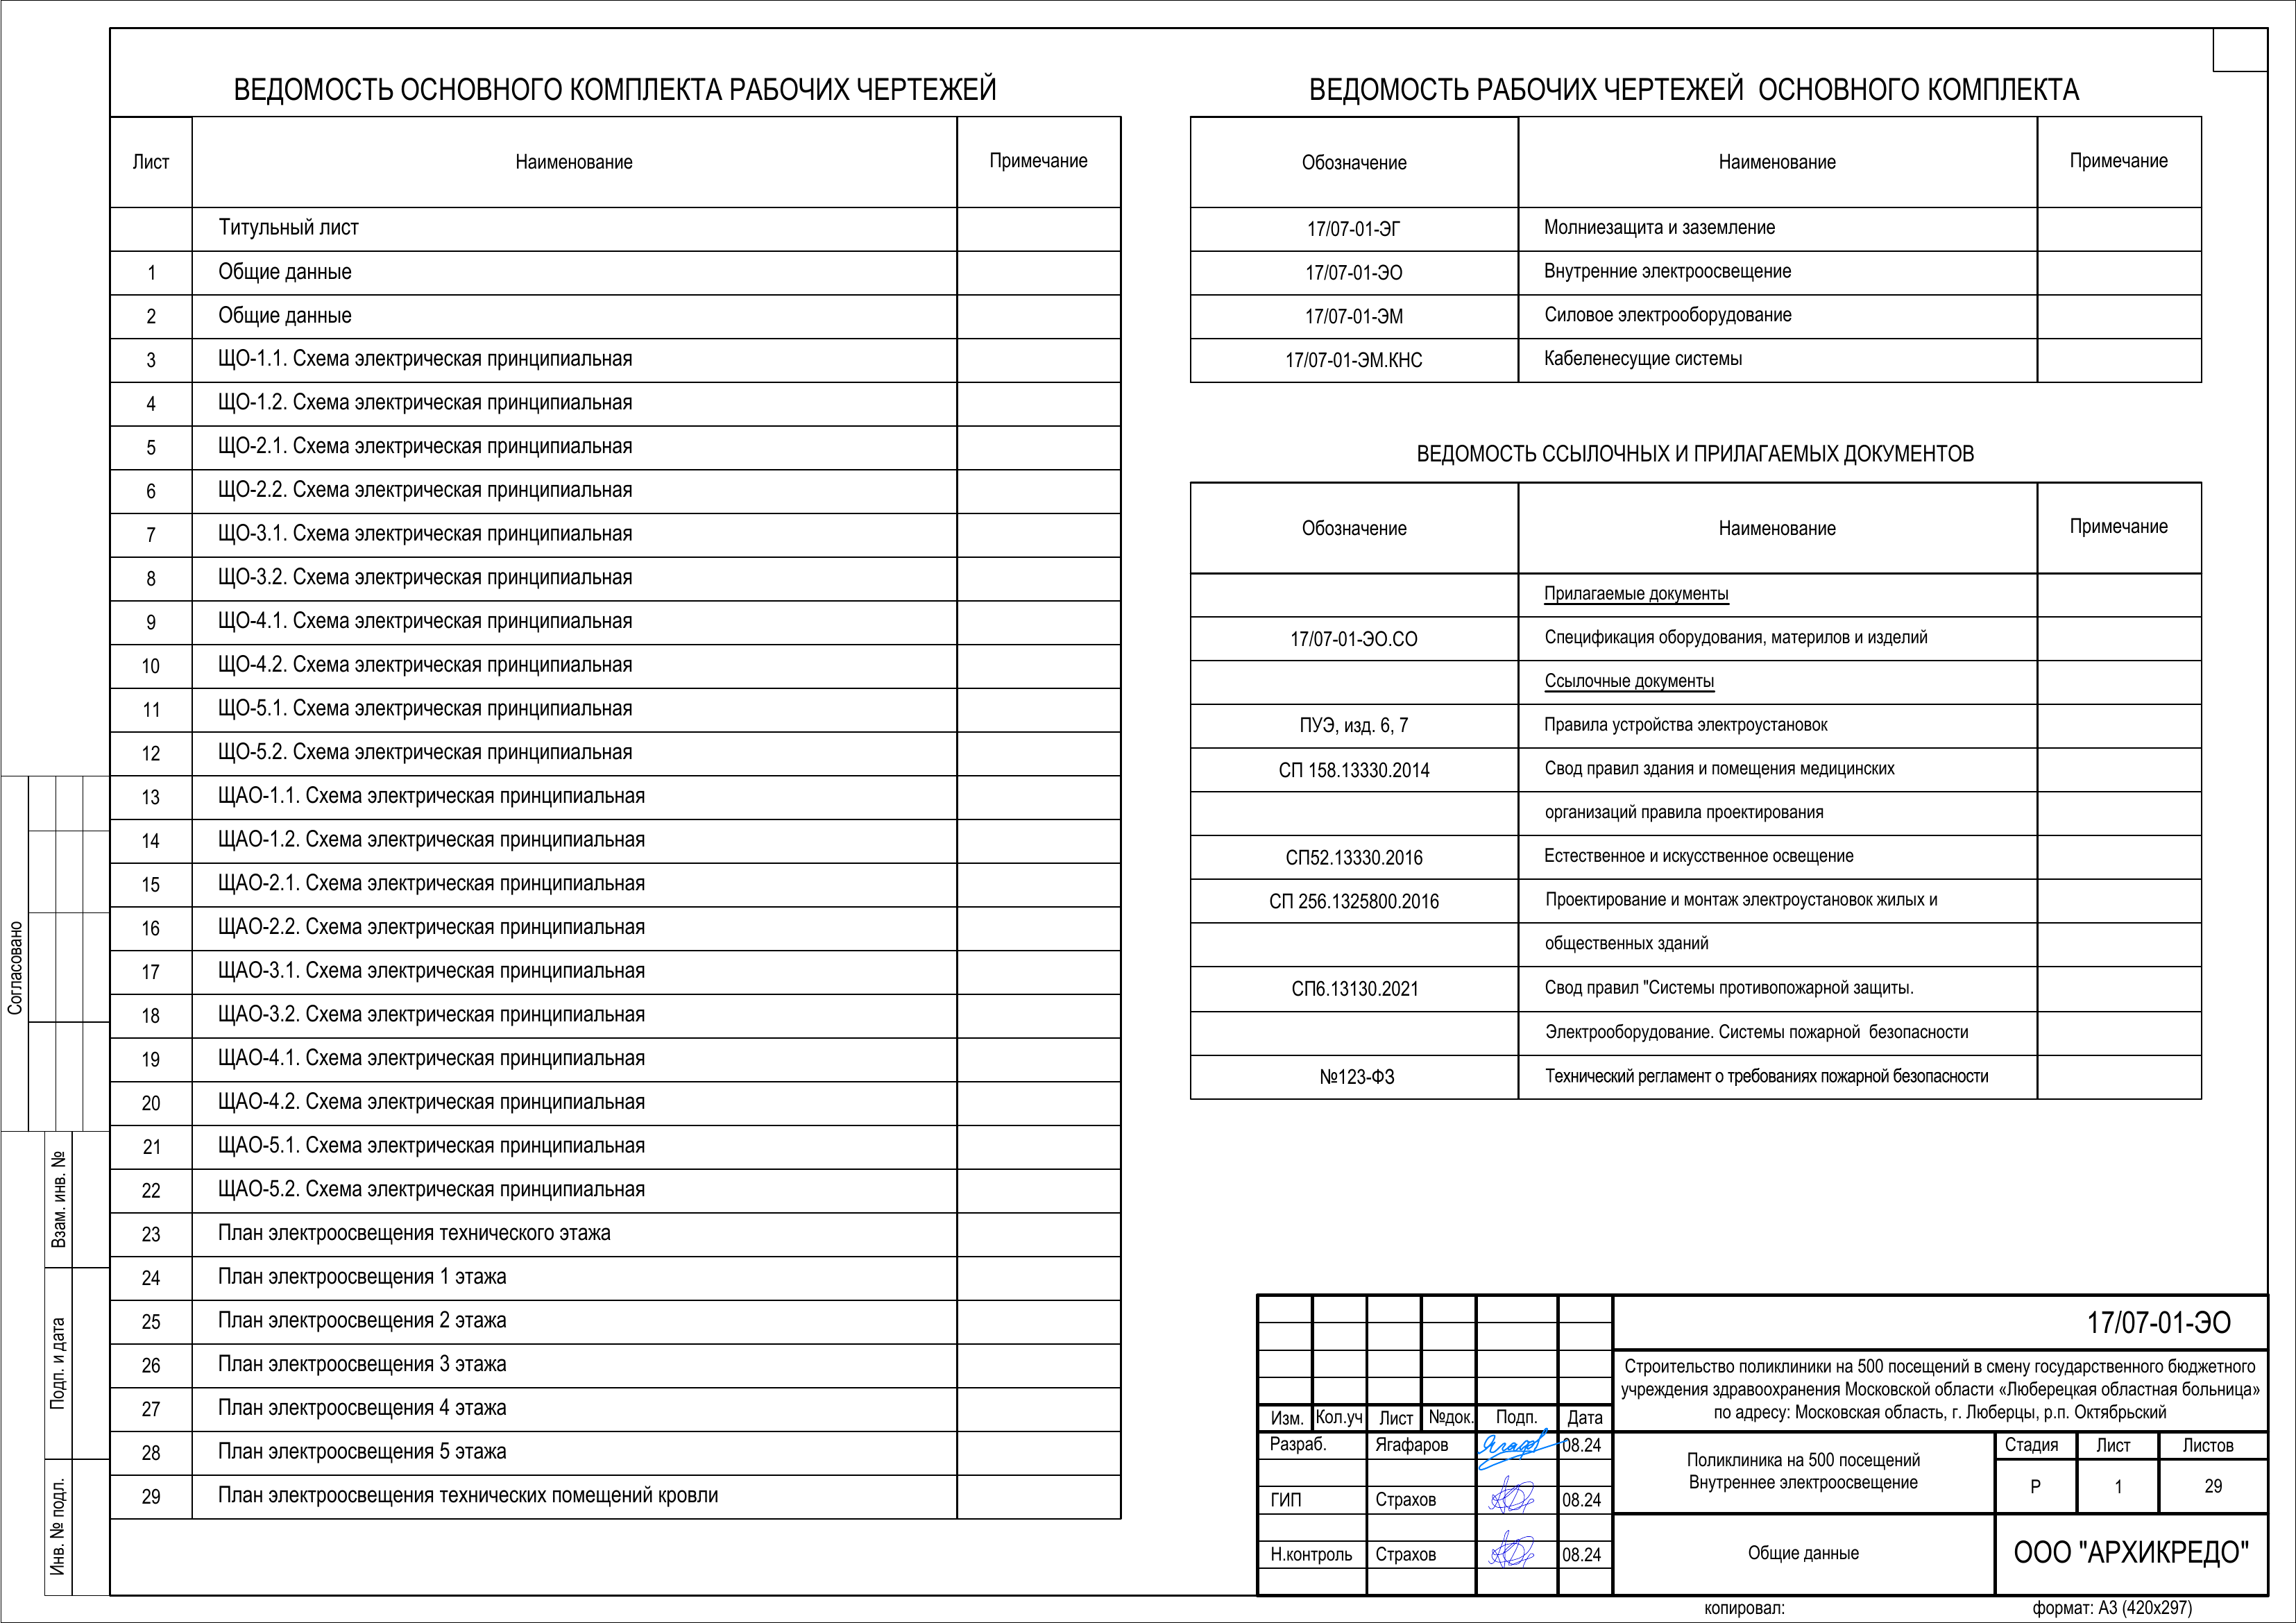 ВЕДОМОСТЬ ОСНОВНОГО КОМПЛЕКТА РАБОЧИХ ЧЕРТЕЖЕЙ
Лист Наименование Примечание
Титульный лист
1 Общие данные
2 Общие данные
3 ЩО-1.1. Схема электрическая принципиальная
4 ЩО-1.2. Схема электрическая принципиальная
5 ЩО-2.1. Схема электрическая принципиальная
6 ЩО-2.2. Схема электрическая принципиальная
7 ЩО-3.1. Схема электрическая принципиальная
8 ЩО-3.2. Схема электрическая принципиальная
9 ЩО-4.1. Схема электрическая принципиальная
10 ЩО-4.2. Схема электрическая принципиальная
11 ЩО-5.1. Схема электрическая принципиальная
12 ЩО-5.2. Схема электрическая принципиальная
13 ЩАО-1.1. Схема электрическая принципиальная
14 ЩАО-1.2. Схема электрическая принципиальная
15 ЩАО-2.1. Схема электрическая принципиальная
16 ЩАО-2.2. Схема электрическая принципиальная
17 ЩАО-3.1. Схема электрическая принципиальная
18 ЩАО-3.2. Схема электрическая принципиальная
19 ЩАО-4.1. Схема электрическая принципиальная
20 ЩАО-4.2. Схема электрическая принципиальная
21 ЩАО-5.1. Схема электрическая принципиальная
22 ЩАО-5.2. Схема электрическая принципиальная
23 План электроосвещения технического этажа
24 План электроосвещения 1 этажа
25 План электроосвещения 2 этажа
26 План электроосвещения 3 этажа
27 План электроосвещения 4 этажа
28 План электроосвещения 5 этажа
29 План электроосвещения технических помещений кровли
ВЕДОМОСТЬ РАБОЧИХ ЧЕРТЕЖЕЙ ОСНОВНОГО КОМПЛЕКТА
Обозначение Наименование Примечание
17/07-01-ЭГ Молниезащита и заземление
17/07-01-ЭО Внутренние электроосвещение
17/07-01-ЭМ Силовое электрооборудование
17/07-01-ЭМ.КНС Кабеленесущие системы
ВЕДОМОСТЬ ССЫЛОЧНЫХ И ПРИЛАГАЕМЫХ ДОКУМЕНТОВ
Обозначение Наименование Примечание
Прилагаемые документы
17/07-01-ЭО.СО Спецификация оборудования, материлов и изделий
Ссылочные документы
ПУЭ, изд. 6, 7 Правила устройства электроустановок
СП 158.13330.2014 Свод правил здания и помещения медицинских
организаций правила проектирования
СП52.13330.2016 Естественное и искусственное освещение
СП 256.1325800.2016 Проектирование и монтаж электроустановок жилых и
общественных зданий
СП6.13130.2021 Свод правил "Системы противопожарной защиты.
Электрооборудование. Системы пожарной безопасности
№123-ФЗ Технический регламент о требованиях пожарной безопасности
Согласовано
Взам. инв. №
Подп. и дата
Инв. № подл.
17/07-01-ЭО
Строительство поликлиники на 500 посещений в смену государственного бюджетного
учреждения здравоохранения Московской области «Люберецкая областная больница»
по адресу: Московская область, г. Люберцы, р.п. Октябрьский
Изм. Кол.уч Лист №док. Подп. Дата
Разраб. Ягафаров 08.24
ГИП Страхов 08.24
Н.контроль Страхов 08.24
Поликлиника на 500 посещений
Внутреннее электроосвещение
Стадия Лист Листов
Р 1 29
Общие данные
ООО "АРХИКРЕДО"
копировал: формат: А3 (420x297)